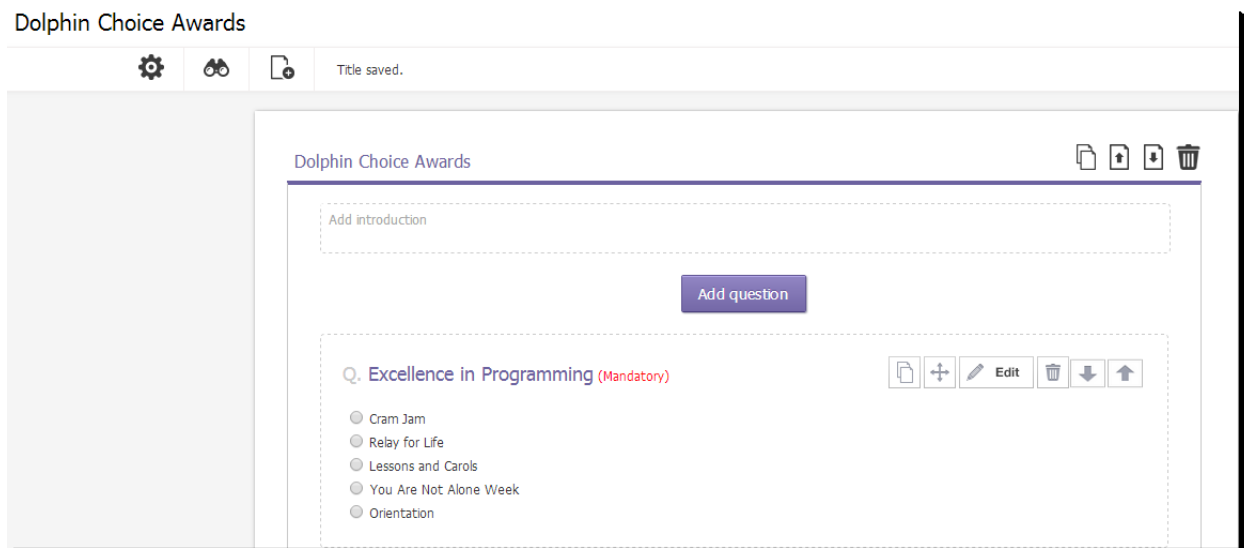 Dolphin Choice Awards
Title saved.
Dolphin Choice Awards
Add introduction
Add question
Q. Excellence in Programming (Mandatory)
Edit
Cram Jam
Relay for Life
Lessons and Carols
You Are Not Alone Week
Orientation